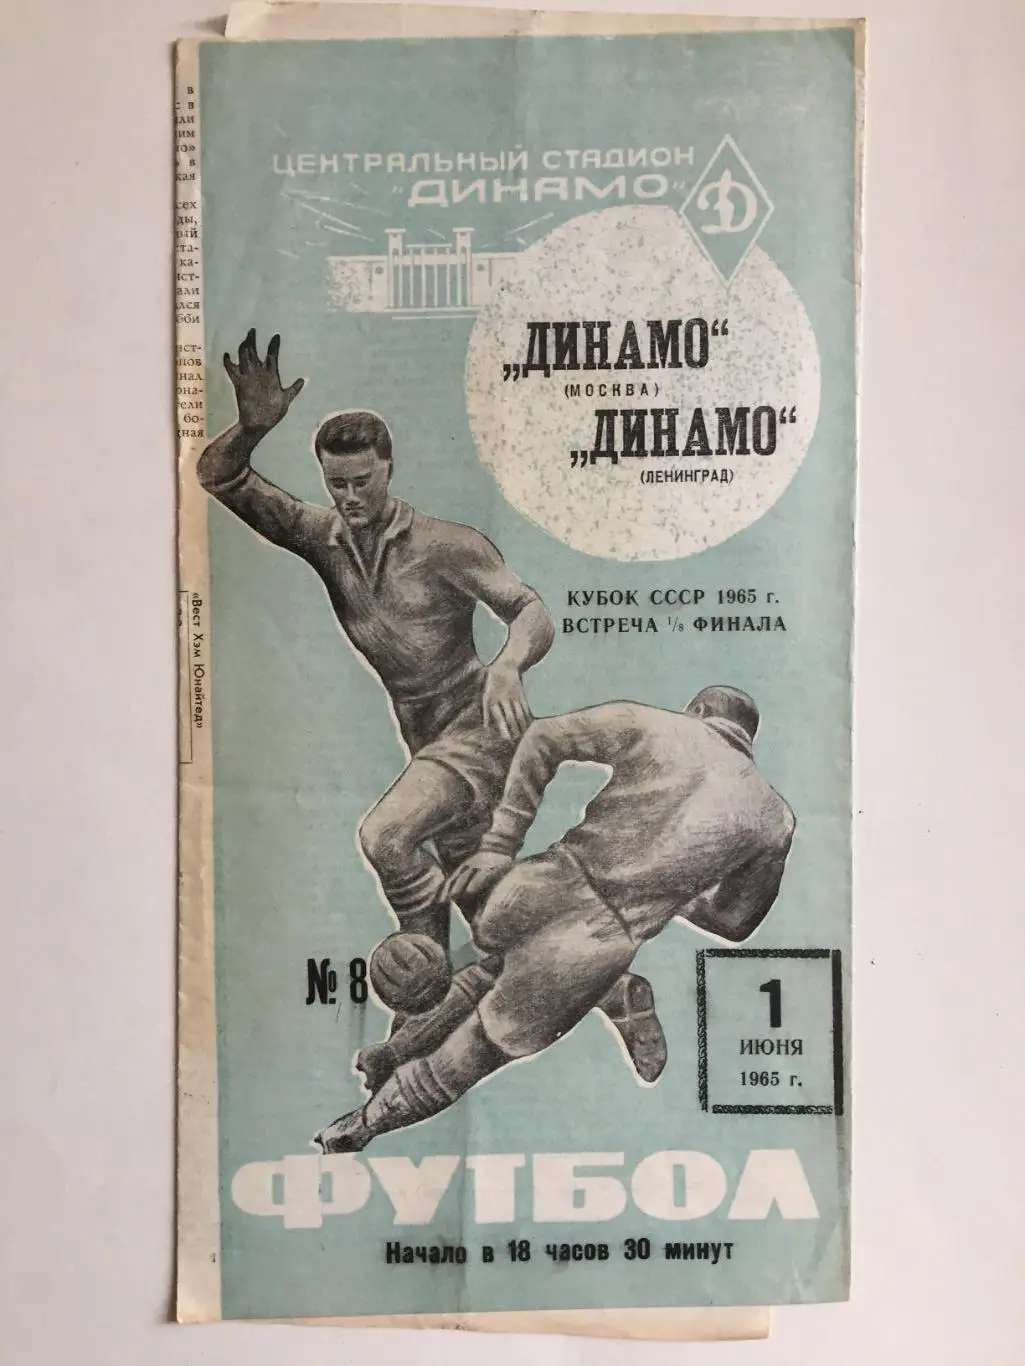 ЦЕНТРАЛЬНЫЙ СТАДИОН
"ДИНАМО"
Д
„ДИНАМО“
(МОСКВА)
„ДИНАМО“
(ЛЕНИНГРАД)
КУБОК СССР 1965 г.
ВСТРЕЧА 1/8 ФИНАЛА
«Вест Хэм Юнайтед»
№ 8
1
ИЮНЯ
1965 г.
ФУТБОЛ
Начало в 18 часов 30 минут